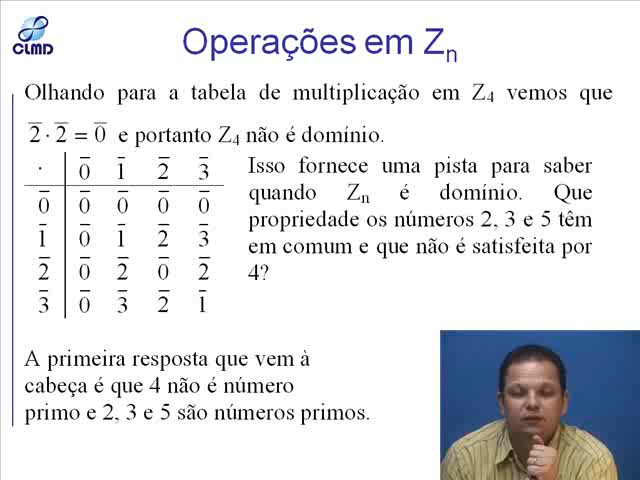 CLMD
Operações em Zn
Olhando para a tabela de multiplicação em Z4 vemos que
2̅ · 2̅ = 0̅ e portanto Z4 não é domínio.
· 0̅ 1̅ 2̅ 3̅
0̅ 0̅ 0̅ 0̅ 0̅
1̅ 0̅ 1̅ 2̅ 3̅
2̅ 0̅ 2̅ 0̅ 2̅
3̅ 0̅ 3̅ 2̅ 1̅
Isso fornece uma pista para saber
quando Zn é domínio. Que
propriedade os números 2, 3 e 5 têm
em comum e que não é satisfeita por
4?
A primeira resposta que vem à
cabeça é que 4 não é número
primo e 2, 3 e 5 são números primos.